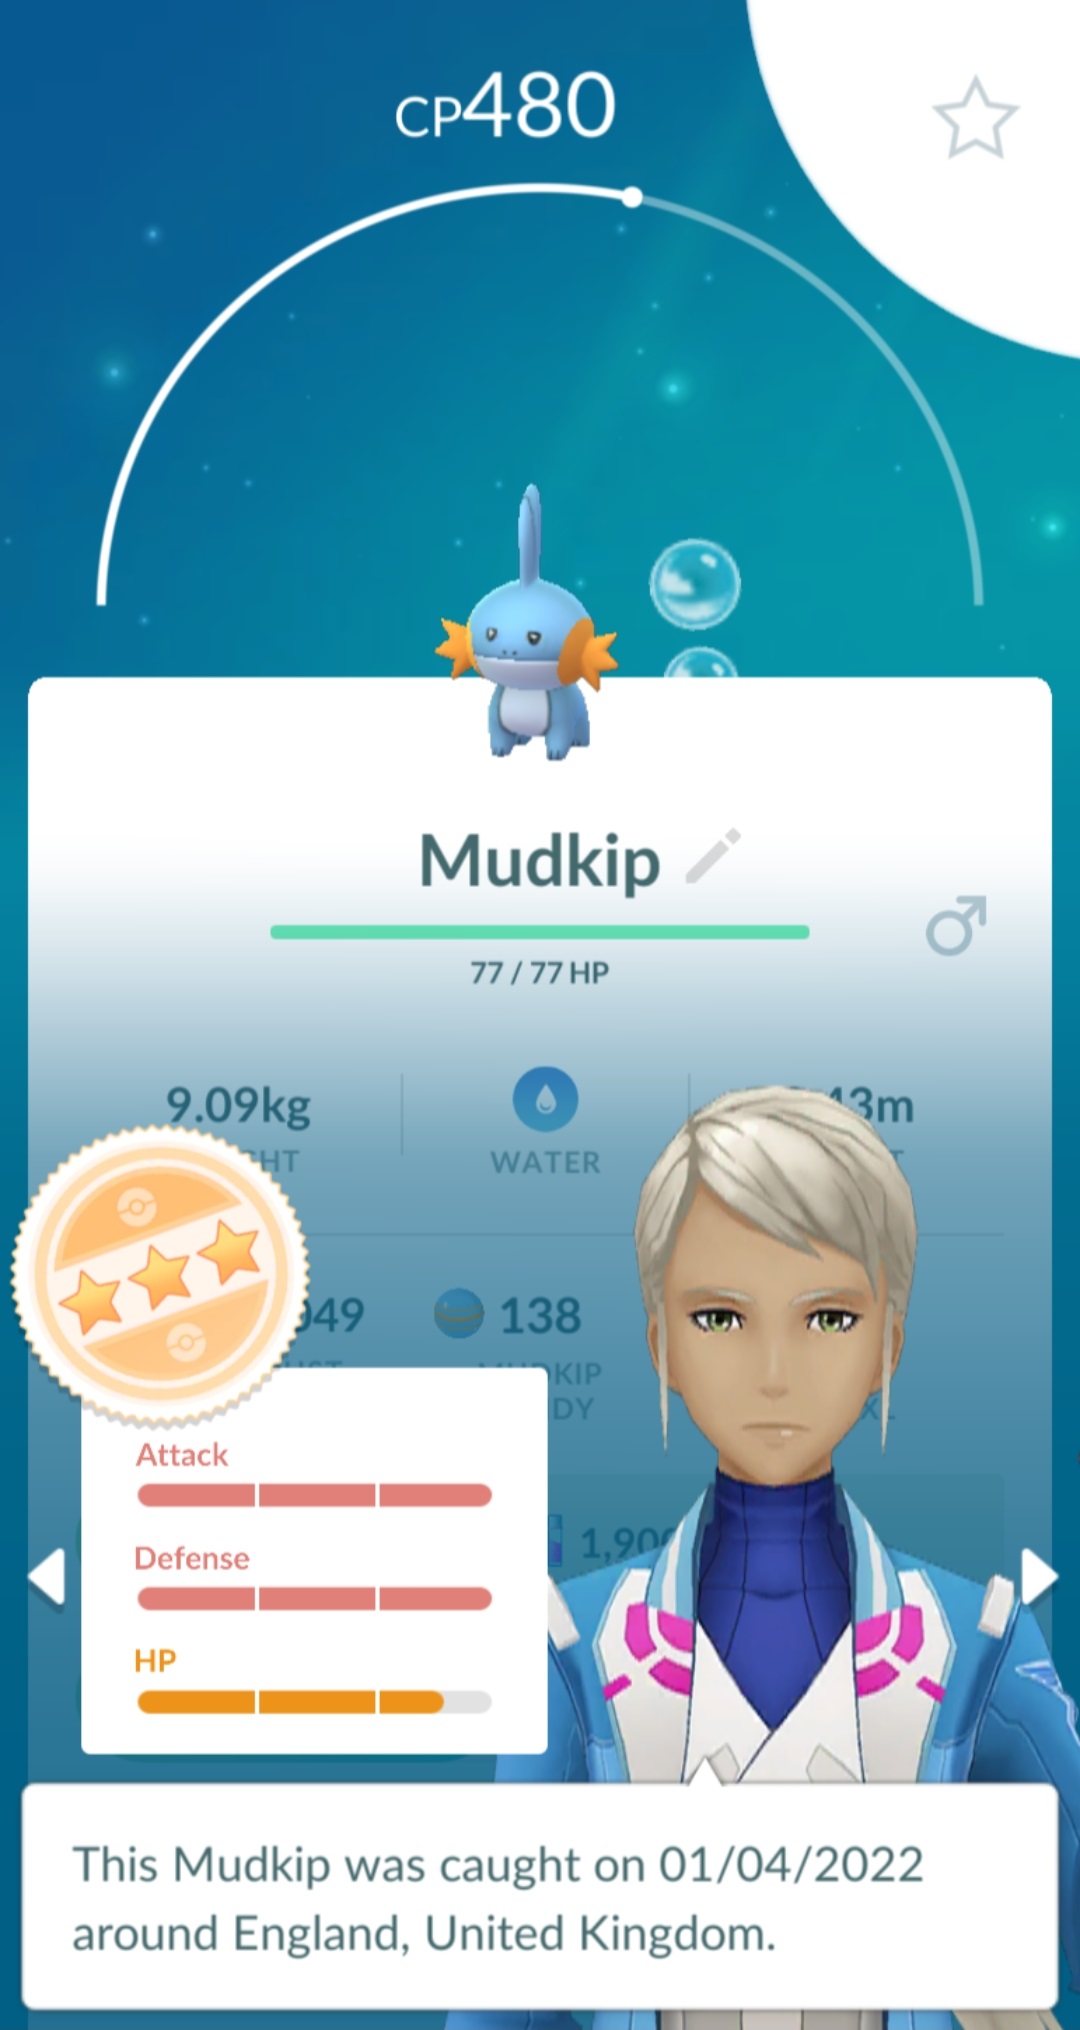 CP480
Mudkip
77 / 77 HP
9.09kg
WATER
138
Attack
Defense
HP
This Mudkip was caught on 01/04/2022
around England, United Kingdom.